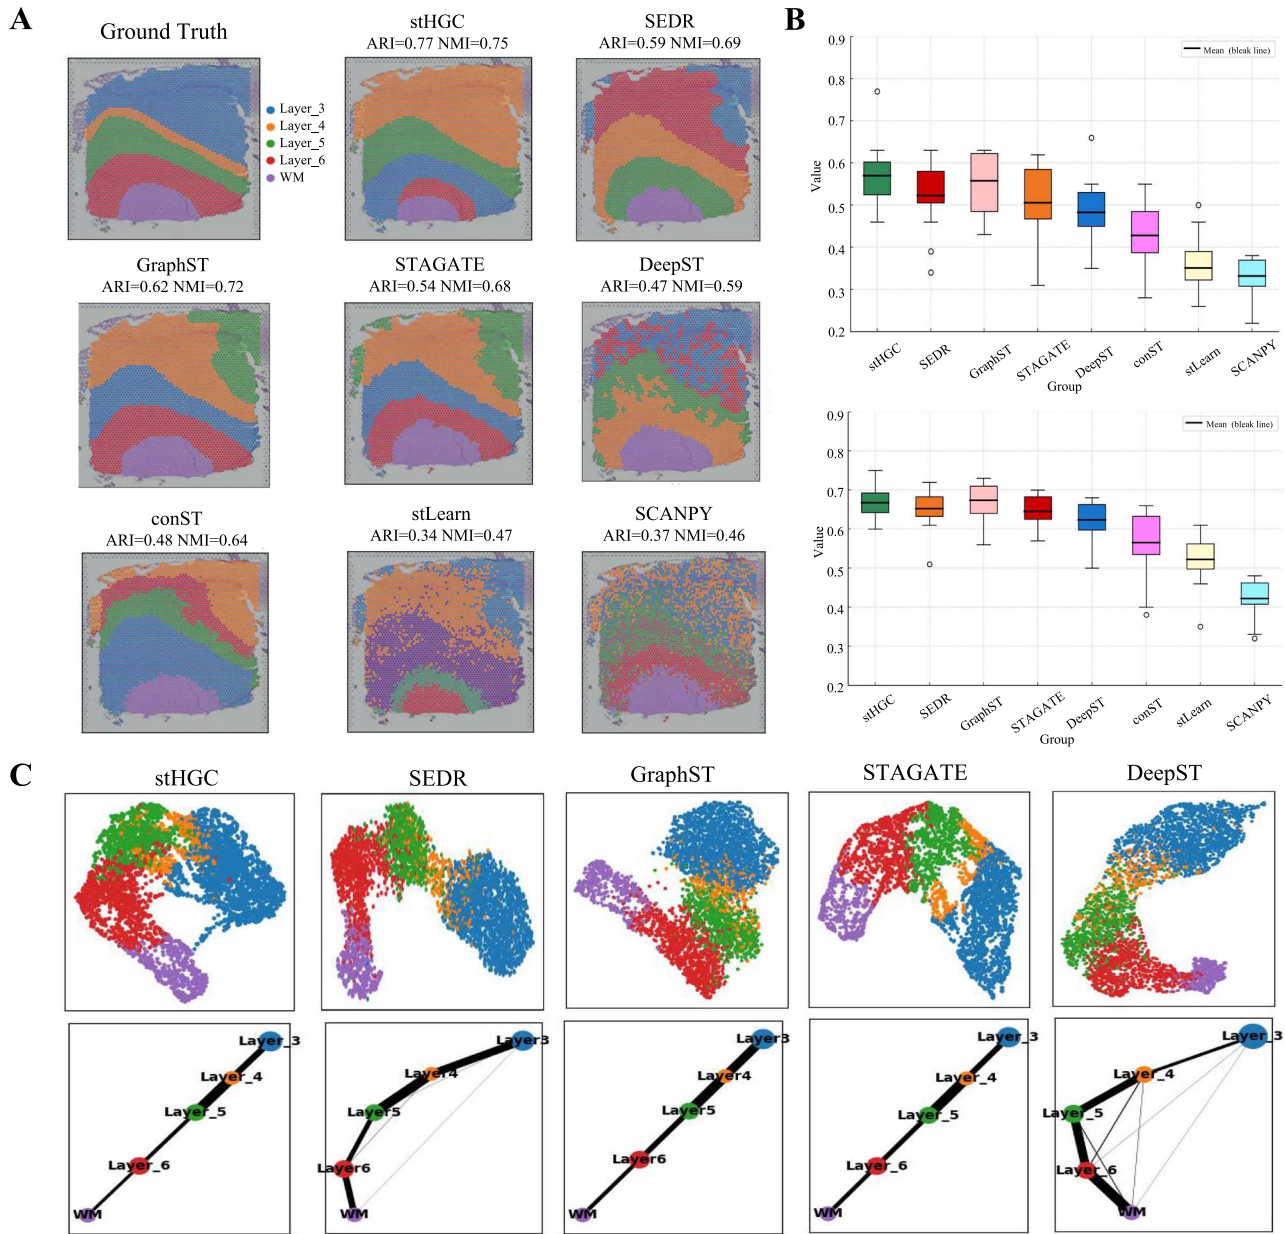 A
Ground Truth
Layer_3
Layer_4
Layer_5
Layer_6
WM
stHGC
ARI=0.77 NMI=0.75
SEDR
ARI=0.59 NMI=0.69
GraphST
ARI=0.62 NMI=0.72
STAGATE
ARI=0.54 NMI=0.68
DeepST
ARI=0.47 NMI=0.59
conST
ARI=0.48 NMI=0.64
stLearn
ARI=0.34 NMI=0.47
SCANPY
ARI=0.37 NMI=0.46
B
Mean (bleak line)
Value
0.9
0.8
0.7
0.6
0.5
0.4
0.3
0.2
stHGC
SEDR
GraphST
STAGATE
DeepST
conST
stLearn
SCANPY
Group
Mean (bleak line)
Value
0.9
0.8
0.7
0.6
0.5
0.4
0.3
0.2
stHGC
SEDR
GraphST
STAGATE
DeepST
conST
stLearn
SCANPY
Group
C
stHGC
SEDR
GraphST
STAGATE
DeepST
Layer_3
Layer_4
Layer_5
Layer_6
WM
Layer3
Layer4
Layer5
Layer6
WM
Layer3
Layer4
Layer5
Layer6
WM
Layer_3
Layer_4
Layer_5
Layer_6
WM
Layer_3
Layer_4
Layer_5
Layer_6
WM